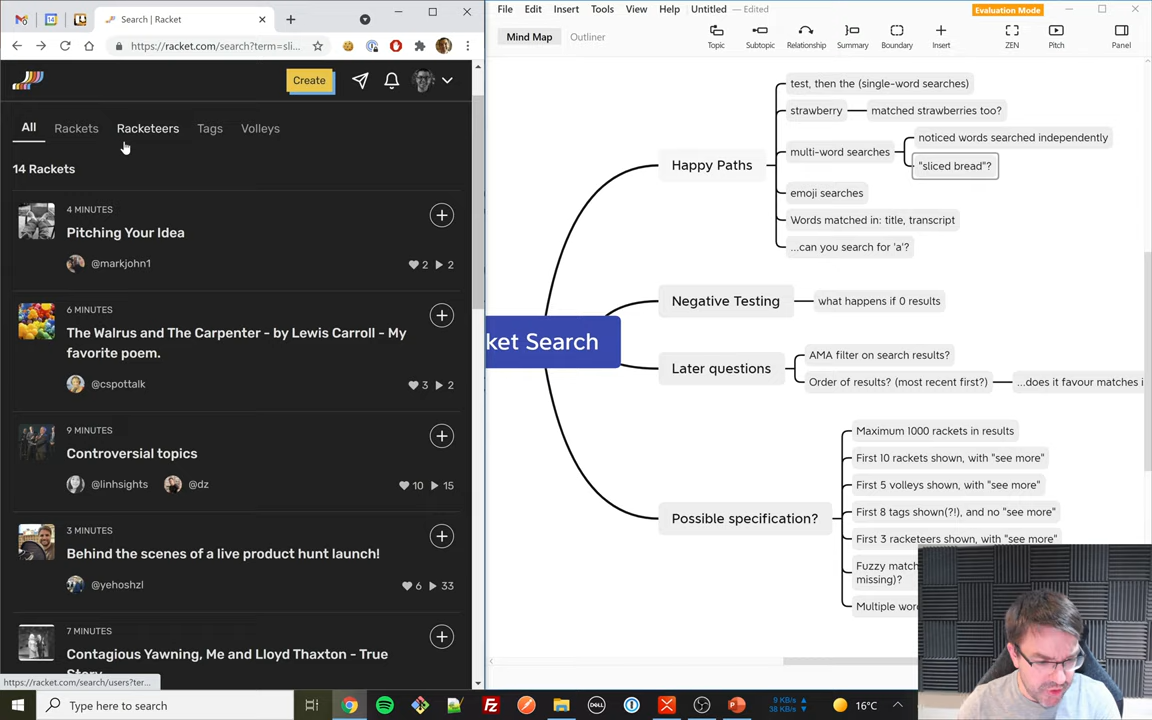 Search | Racket
https://racket.com/search?term=sli...
Create
All
Rackets
Racketeers
Tags
Volleys
14 Rackets
4 MINUTES
Pitching Your Idea
@markjohn1
2
2
6 MINUTES
The Walrus and The Carpenter - by Lewis Carroll - My
favorite poem.
@cspottalk
3
2
9 MINUTES
Controversial topics
@linhsights
@dz
10
15
3 MINUTES
Behind the scenes of a live product hunt launch!
@yehoshzl
6
33
7 MINUTES
Contagious Yawning, Me and Lloyd Thaxton - True
https://racket.com/search/users?ter...
File Edit Insert Tools View Help Untitled — Edited
Evaluation Mode
Mind Map
Outliner
Topic
Subtopic
Relationship
Summary
Boundary
Insert
ZEN
Pitch
Panel
ket Search
Happy Paths
test, then the (single-word searches)
strawberry
matched strawberries too?
multi-word searches
noticed words searched independently
"sliced bread"?
emoji searches
Words matched in: title, transcript
...can you search for 'a'?
Negative Testing
what happens if 0 results
Later questions
AMA filter on search results?
Order of results? (most recent first?)
...does it favour matches i
Possible specification?
Maximum 1000 rackets in results
First 10 rackets shown, with "see more"
First 5 volleys shown, with "see more"
First 8 tags shown(?!), and no "see more"
First 3 racketeers shown, with "see more"
Fuzzy match
missing)?
Multiple wor
Type here to search
9 KB/s
38 KB/s
16°C